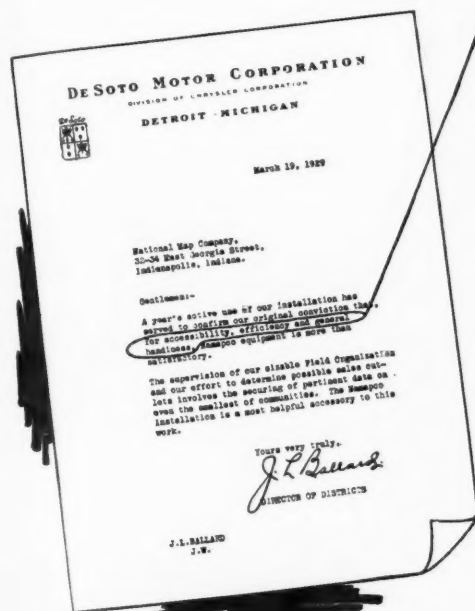 DE SOTO MOTOR CORPORATION
DIVISION OF CHRYSLER CORPORATION
DETROIT - MICHIGAN
De Soto
March 19, 1929
National Map Company,
32-34 East Georgia Street,
Indianapolis, Indiana.
Gentlemen:-
A year's active use of our installation has
served to confirm our original conviction that,
for accessibility, efficiency and general
handiness, Namapco equipment is more than
satisfactory.
The supervision of our sizable Field Organization
and our effort to determine possible sales out-
lets involves the securing of pertinent data on
even the smallest of communities. The Namapco
installation is a most helpful accessory to this
work.
Yours very truly,
J. L Ballard.
DIRECTOR OF DISTRICTS
J.L.BALLARD
J.W.